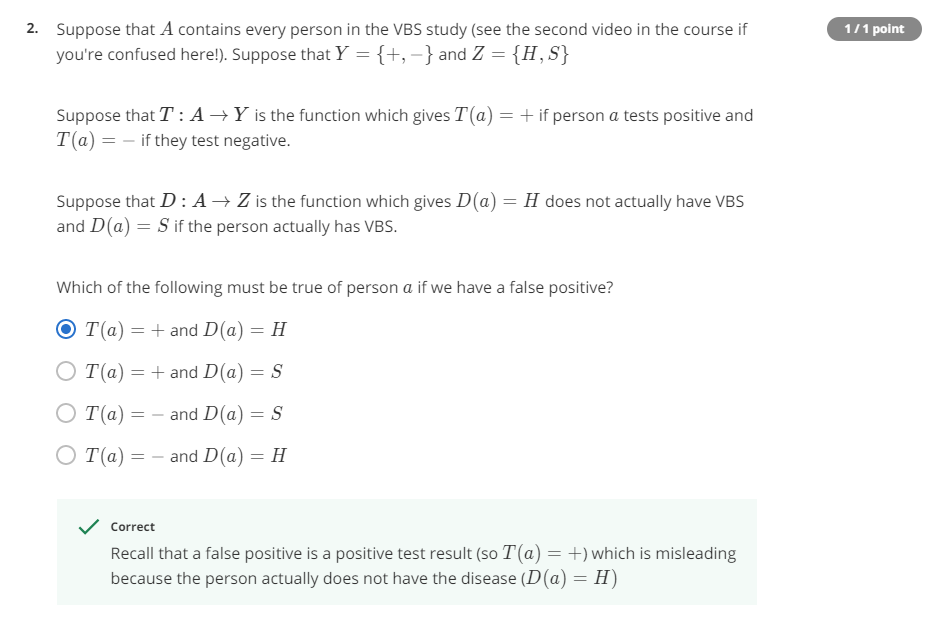 2. Suppose that A contains every person in the VBS study (see the second video in the course if
1 / 1 point
you're confused here!). Suppose that Y = {+, −} and Z = {H, S}
Suppose that T : A → Y is the function which gives T(a) = + if person a tests positive and
T(a) = − if they test negative.
Suppose that D : A → Z is the function which gives D(a) = H does not actually have VBS
and D(a) = S if the person actually has VBS.
Which of the following must be true of person a if we have a false positive?
T(a) = + and D(a) = H
T(a) = + and D(a) = S
T(a) = − and D(a) = S
T(a) = − and D(a) = H
Correct
Recall that a false positive is a positive test result (so T(a) = +) which is misleading
because the person actually does not have the disease (D(a) = H)